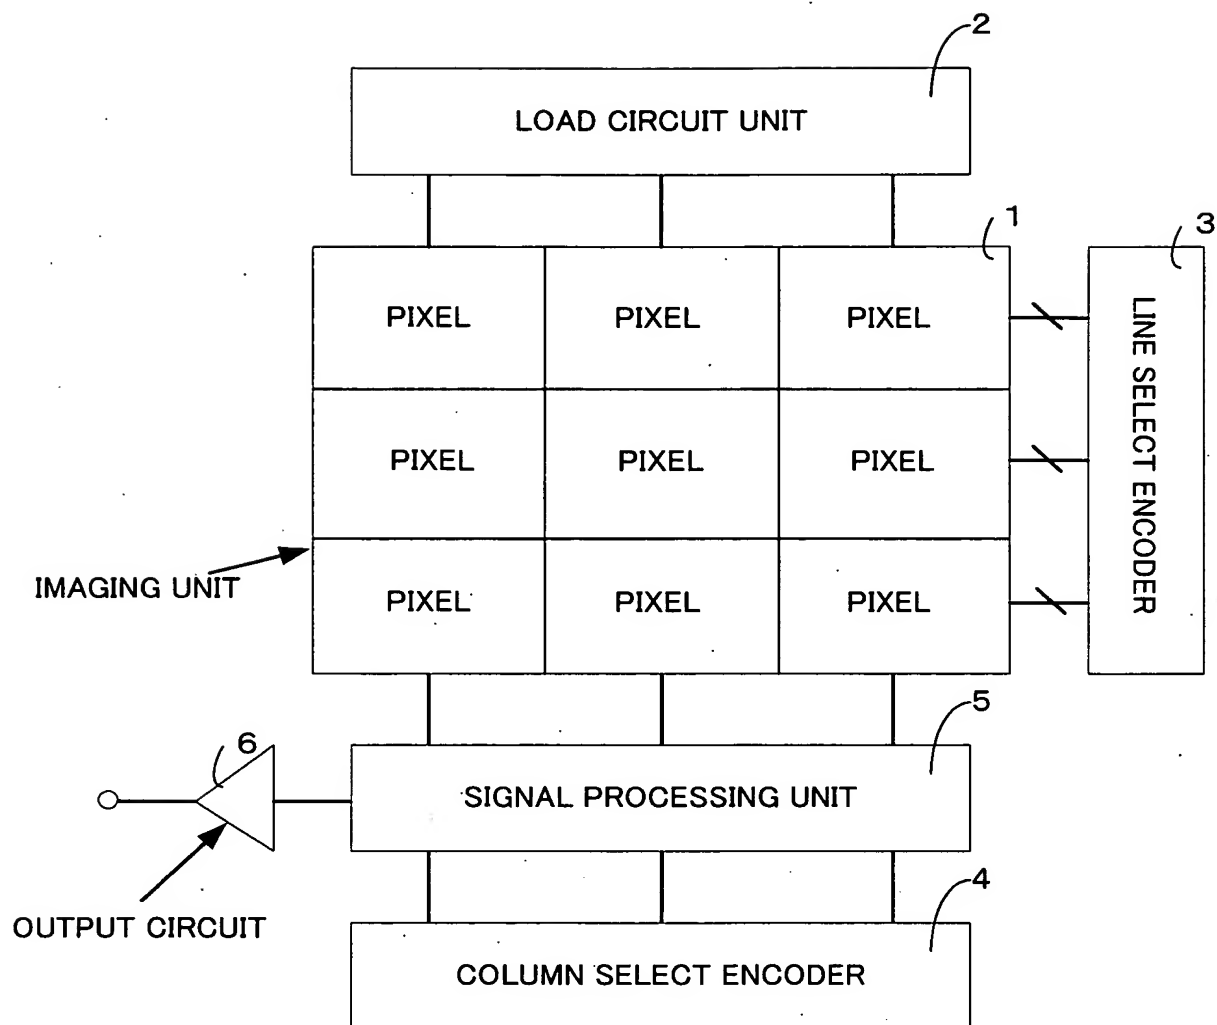 2
LOAD CIRCUIT UNIT
1
3
PIXEL PIXEL PIXEL
LINE SELECT ENCODER
PIXEL PIXEL PIXEL
IMAGING UNIT
PIXEL PIXEL PIXEL
5
6
SIGNAL PROCESSING UNIT
4
OUTPUT CIRCUIT
COLUMN SELECT ENCODER